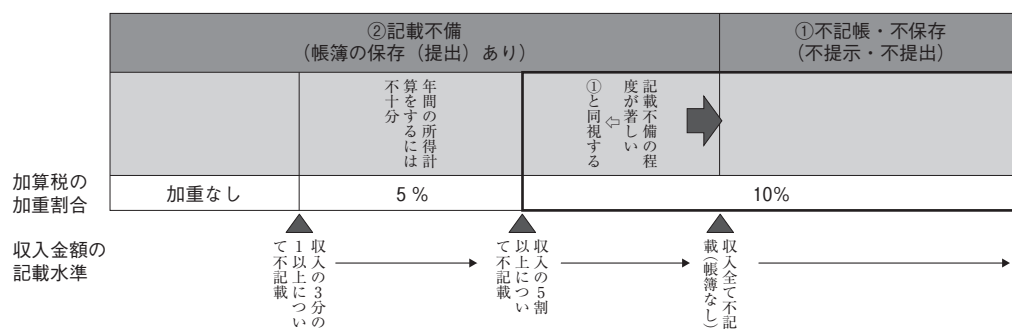 ②記載不備
(帳簿の保存(提出)あり)
①不記帳・不保存
(不提示・不提出)
年間の所得計
算をするには
不十分
記載不備の程
度が著しい
⇦
①と同視する
加算税の
加重割合
加重なし
5%
10%
収入金額の
記載水準
収入の3分の
1以上につい
て不記載
収入の5割
以上につい
て不記載
収入全て不記
載(帳簿なし)